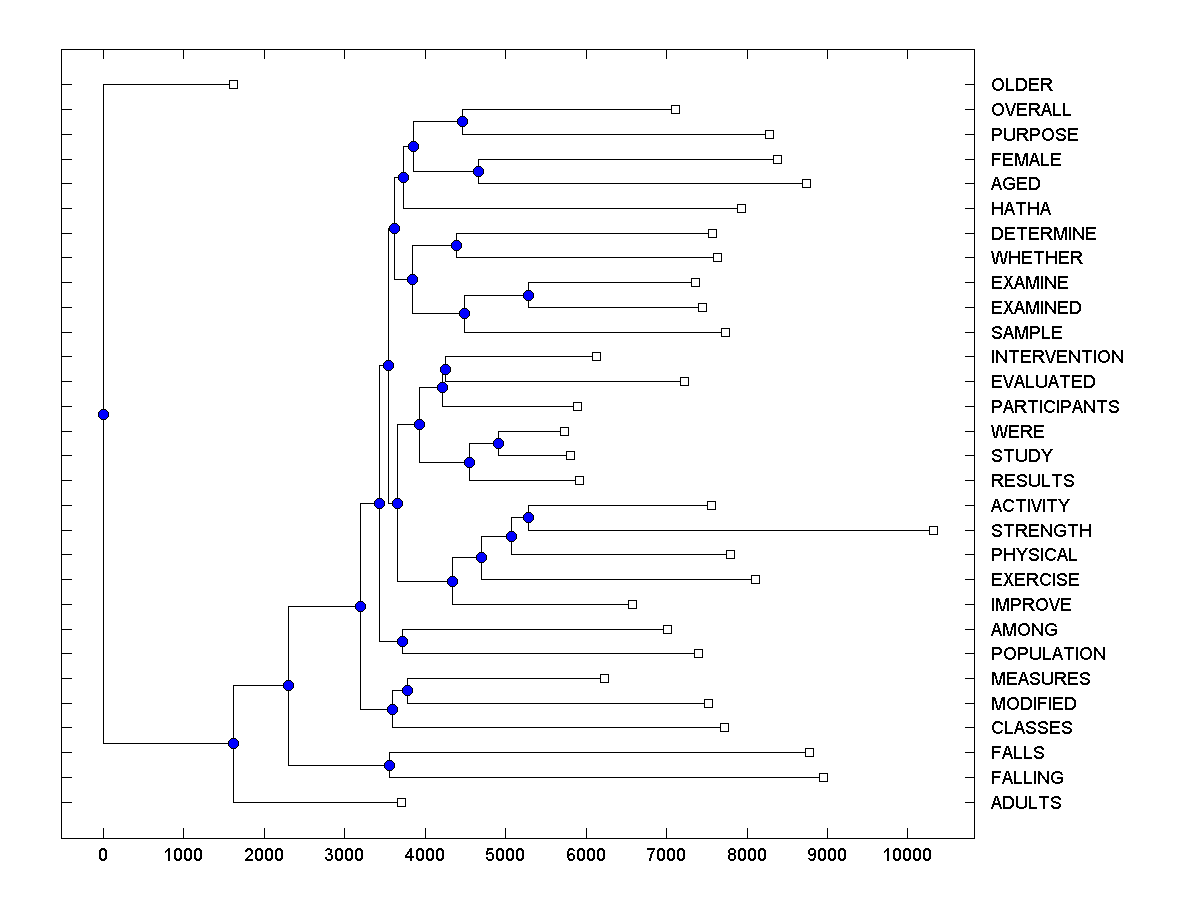 OLDER
OVERALL
PURPOSE
FEMALE
AGED
HATHA
DETERMINE
WHETHER
EXAMINE
EXAMINED
SAMPLE
INTERVENTION
EVALUATED
PARTICIPANTS
WERE
STUDY
RESULTS
ACTIVITY
STRENGTH
PHYSICAL
EXERCISE
IMPROVE
AMONG
POPULATION
MEASURES
MODIFIED
CLASSES
FALLS
FALLING
ADULTS
0 1000 2000 3000 4000 5000 6000 7000 8000 9000 10000